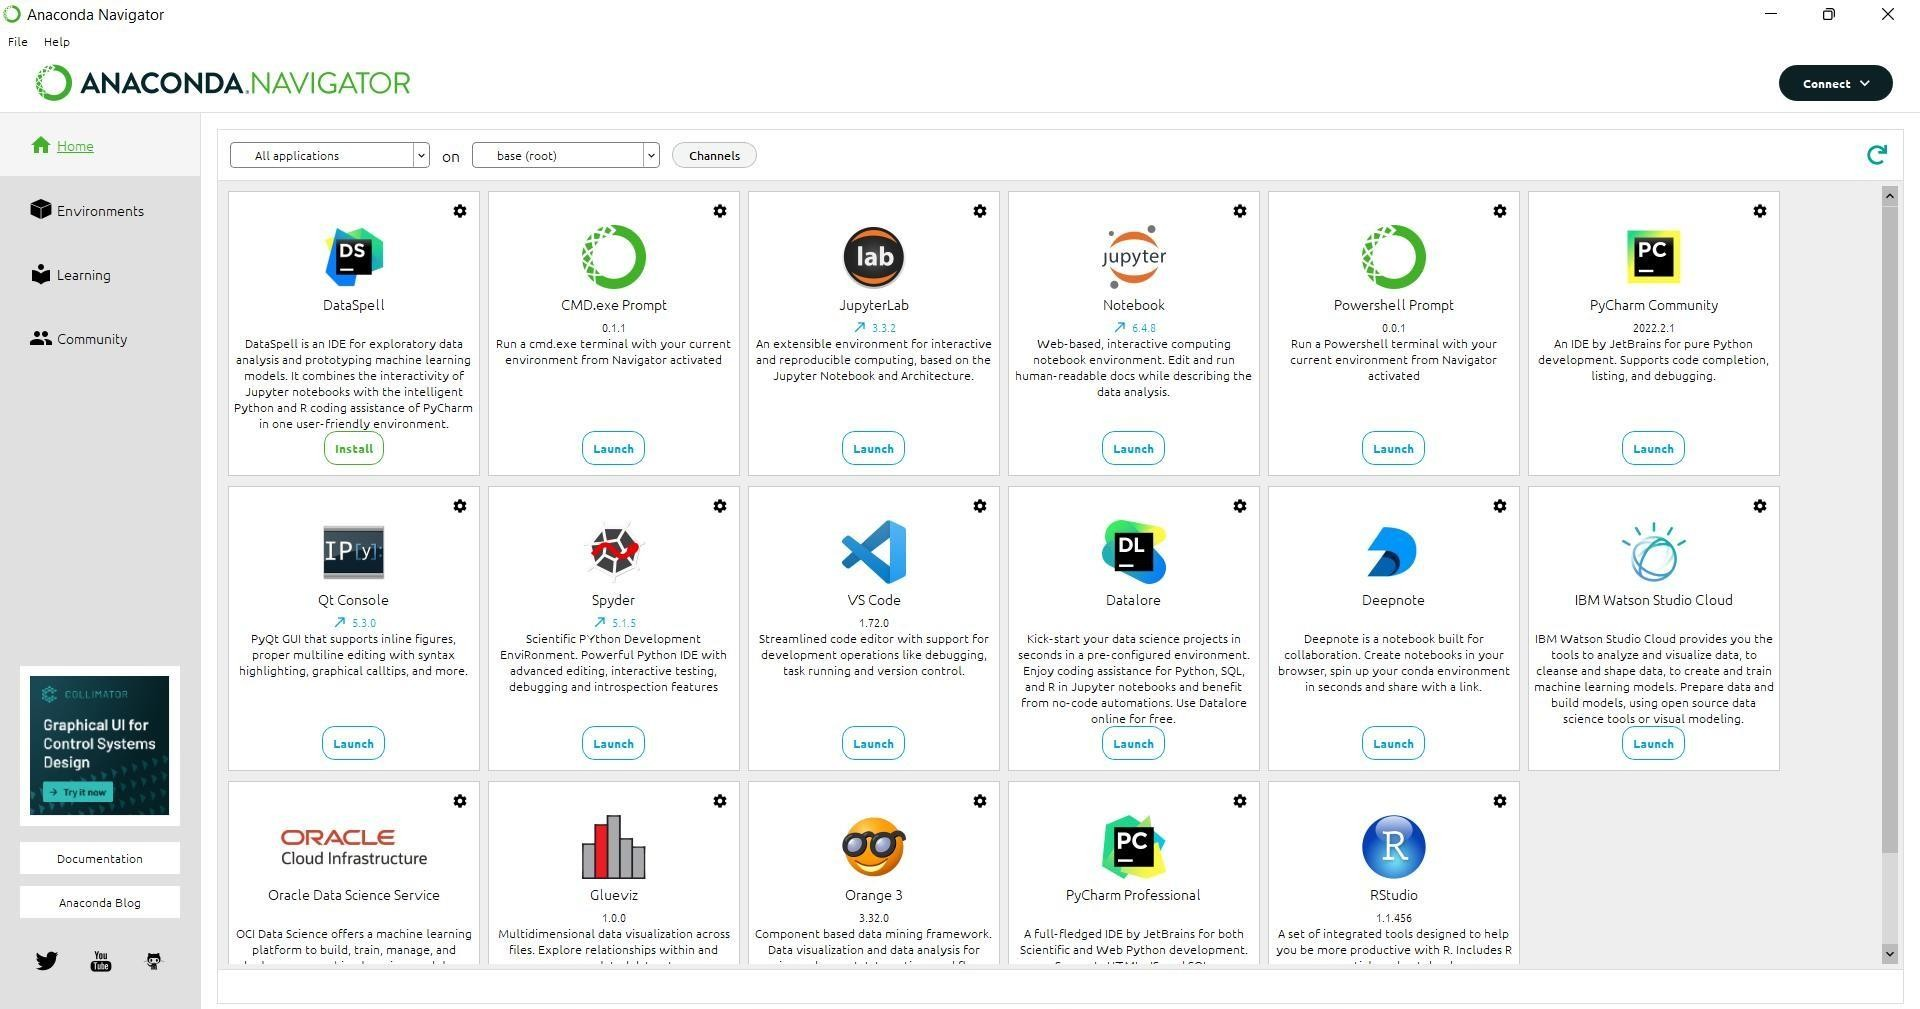 Anaconda Navigator
File Help
ANACONDA.NAVIGATOR
Connect
Home
Environments
Learning
Community
COLLIMATOR
Graphical UI for
Control Systems
Design
→ Try it now
Documentation
Anaconda Blog
You
Tube
All applications on base (root) Channels
DS
DataSpell
DataSpell is an IDE for exploratory data
analysis and prototyping machine learning
models. It combines the interactivity of
Jupyter notebooks with the intelligent
Python and R coding assistance of PyCharm
in one user-friendly environment.
Install
CMD.exe Prompt
0.1.1
Run a cmd.exe terminal with your current
environment from Navigator activated
Launch
lab
JupyterLab
3.3.2
An extensible environment for interactive
and reproducible computing, based on the
Jupyter Notebook and Architecture.
Launch
jupyter
Notebook
6.4.8
Web-based, interactive computing
notebook environment. Edit and run
human-readable docs while describing the
data analysis.
Launch
Powershell Prompt
0.0.1
Run a Powershell terminal with your
current environment from Navigator
activated
Launch
PC
PyCharm Community
2022.2.1
An IDE by JetBrains for pure Python
development. Supports code completion,
listing, and debugging.
Launch
IP[y]:
Qt Console
5.3.0
PyQt GUI that supports inline figures,
proper multiline editing with syntax
highlighting, graphical calltips, and more.
Launch
Spyder
5.1.5
Scientific PYthon Development
EnviRonment. Powerful Python IDE with
advanced editing, interactive testing,
debugging and introspection features
Launch
VS Code
1.72.0
Streamlined code editor with support for
development operations like debugging,
task running and version control.
Launch
DL
Datalore
Kick-start your data science projects in
seconds in a pre-configured environment.
Enjoy coding assistance for Python, SQL,
and R in Jupyter notebooks and benefit
from no-code automations. Use Datalore
online for free.
Launch
Deepnote
Deepnote is a notebook built for
collaboration. Create notebooks in your
browser, spin up your conda environment
in seconds and share with a link.
Launch
IBM Watson Studio Cloud
IBM Watson Studio Cloud provides you the
tools to analyze and visualize data, to
cleanse and shape data, to create and train
machine learning models. Prepare data and
build models, using open source data
science tools or visual modeling.
Launch
ORACLE
Cloud Infrastructure
Oracle Data Science Service
OCI Data Science offers a machine learning
platform to build, train, manage, and
Glueviz
1.0.0
Multidimensional data visualization across
files. Explore relationships within and
Orange 3
3.32.0
Component based data mining framework.
Data visualization and data analysis for
PC
PyCharm Professional
A full-fledged IDE by JetBrains for both
Scientific and Web Python development.
R
RStudio
1.1.456
A set of integrated tools designed to help
you be more productive with R. Includes R